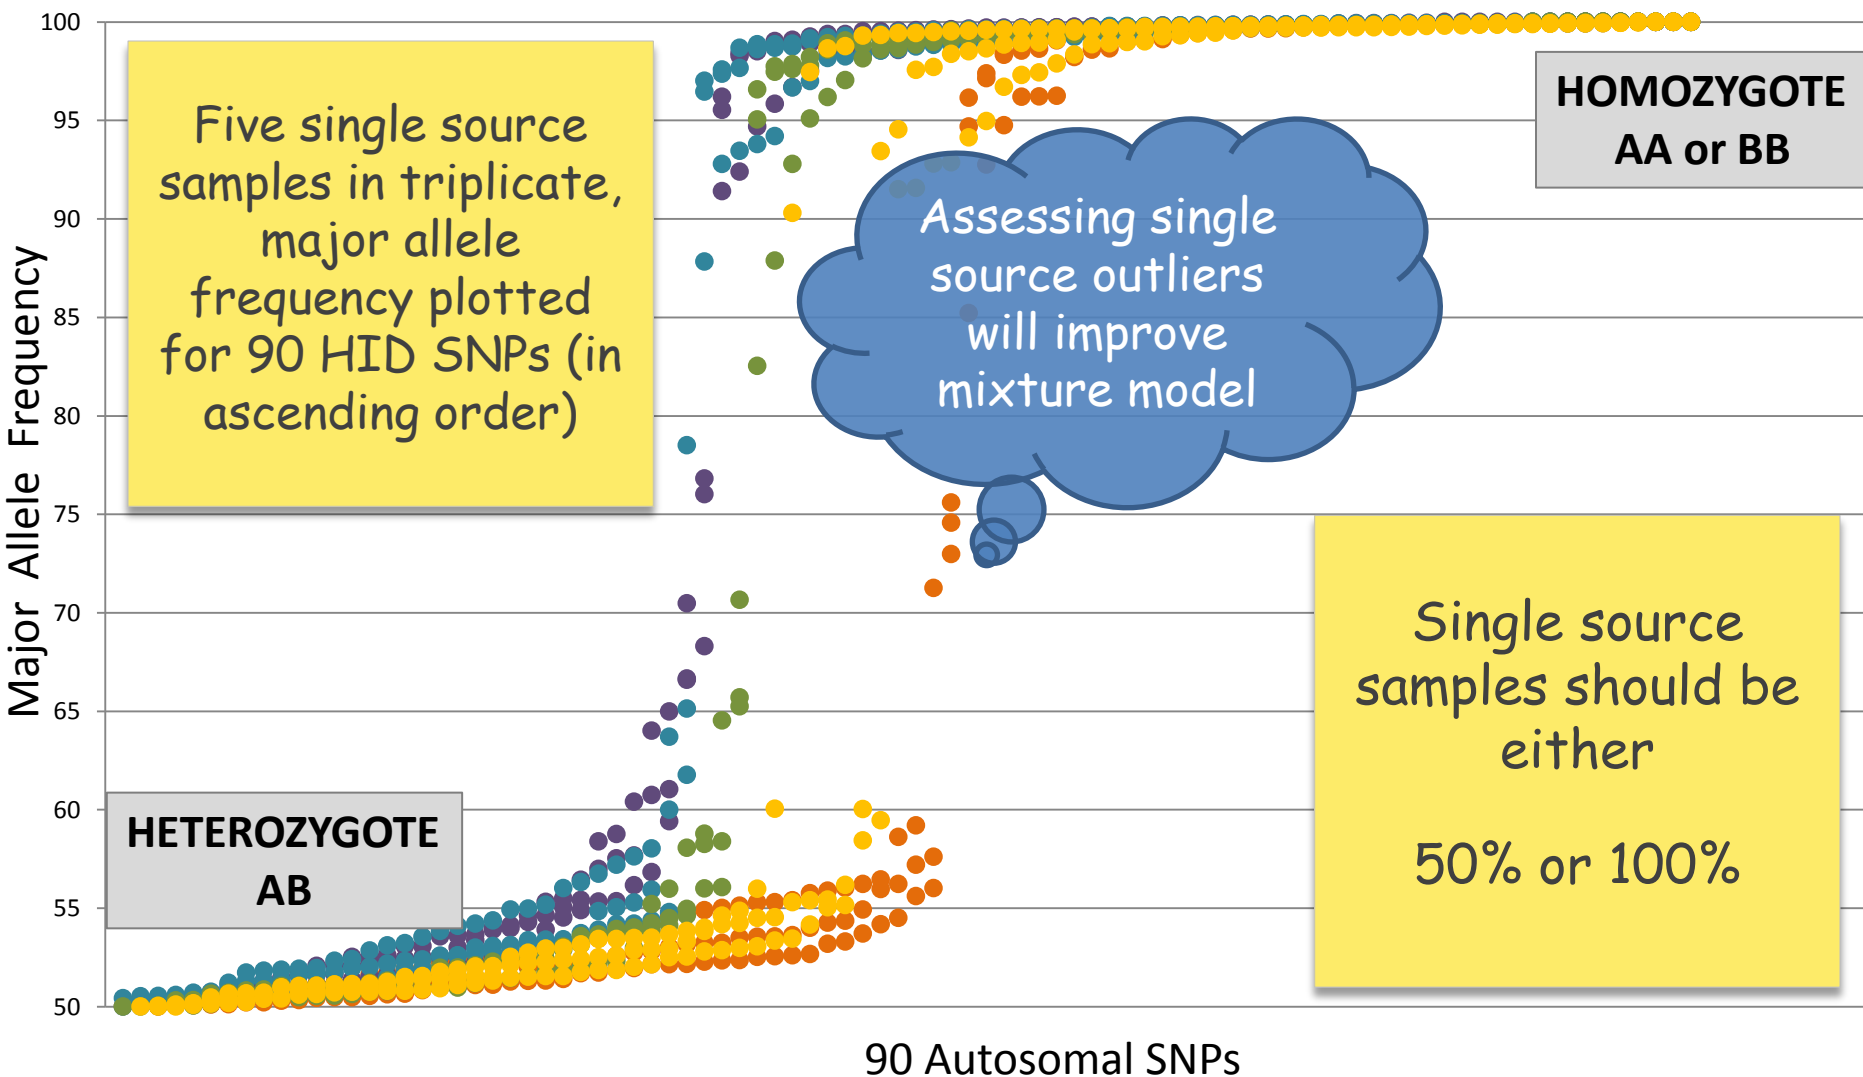 100
95
90
85
80
75
70
65
60
55
50
Major Allele Frequency
90 Autosomal SNPs
Five single source
samples in triplicate,
major allele
frequency plotted
for 90 HID SNPs (in
ascending order)
Assessing single
source outliers
will improve
mixture model
HOMOZYGOTE
AA or BB
HETEROZYGOTE
AB
Single source
samples should be
either
50% or 100%